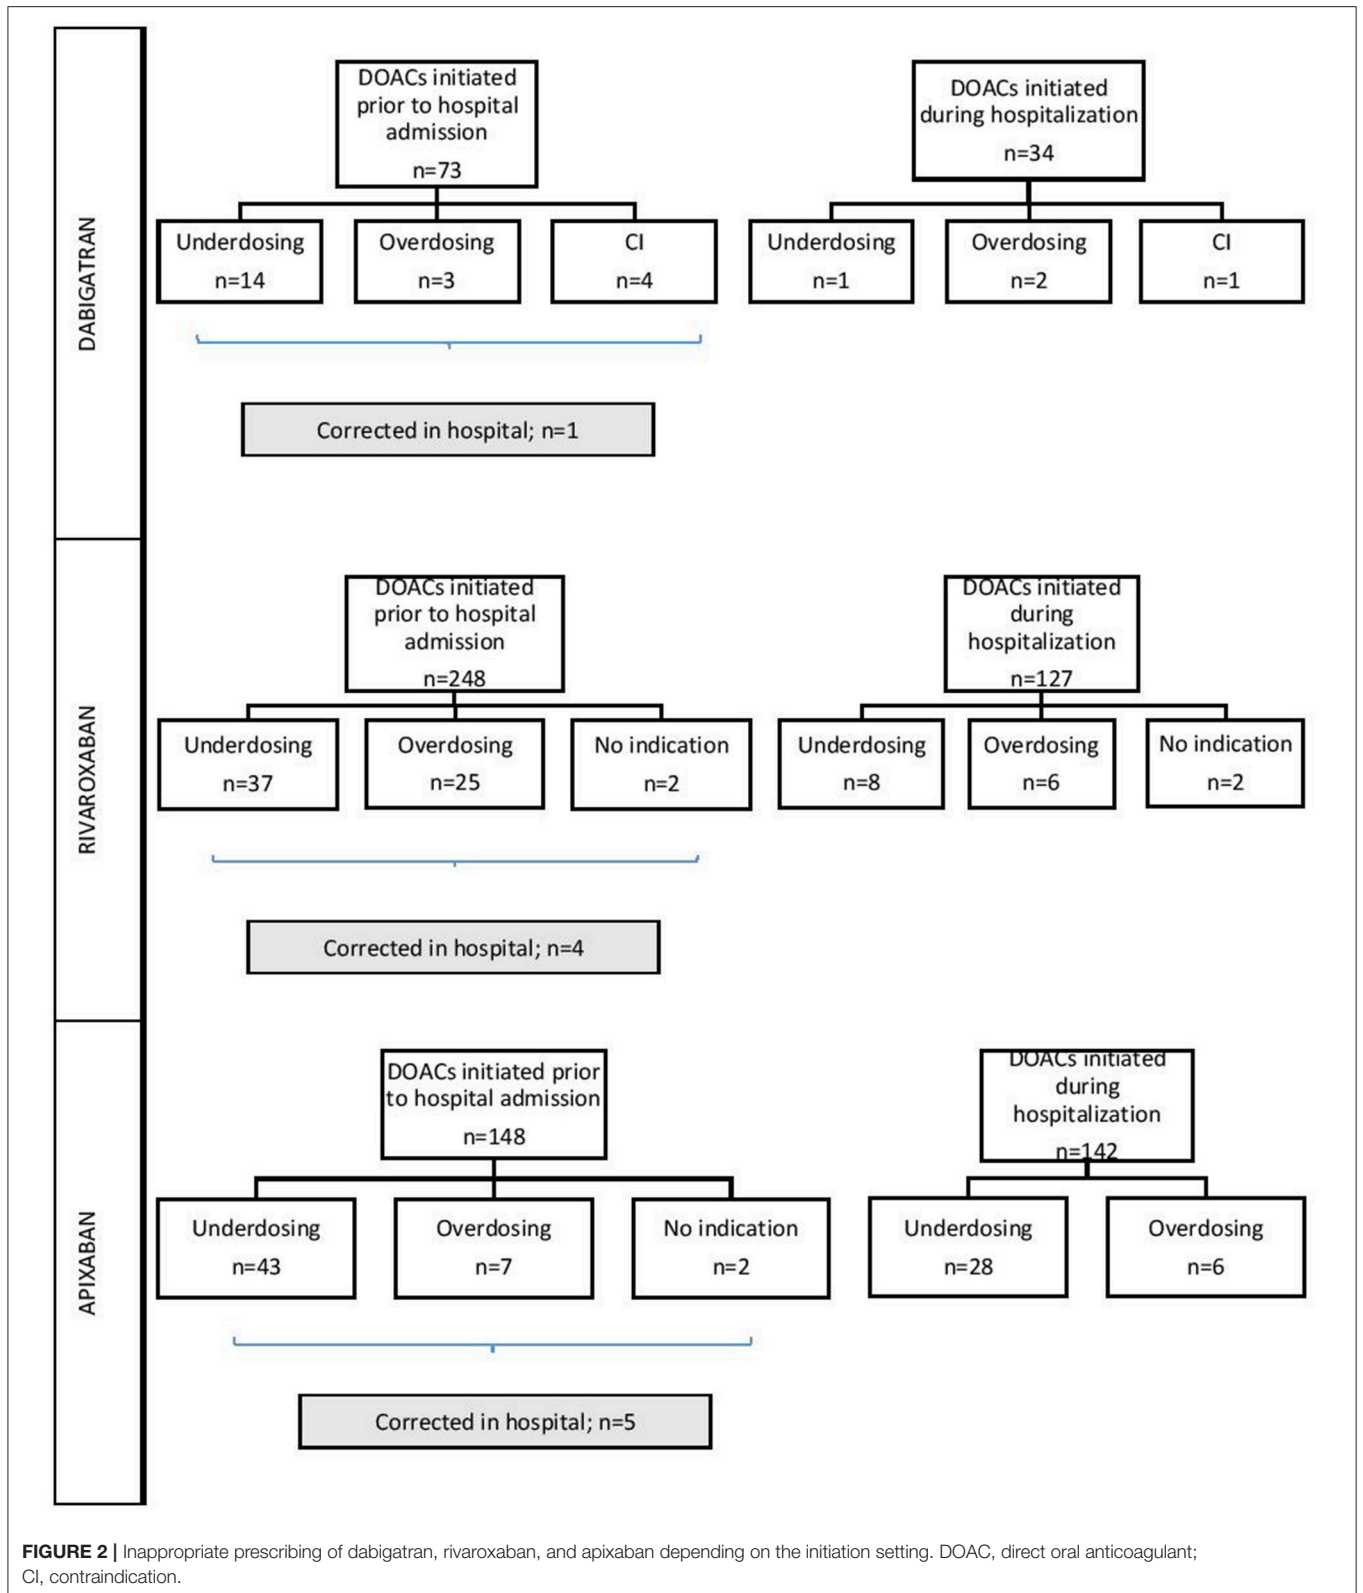 DABIGATRAN
DOACs initiated
prior to hospital
admission
n=73
DOACs initiated
during hospitalization
n=34
Underdosing
n=14
Overdosing
n=3
CI
n=4
Underdosing
n=1
Overdosing
n=2
CI
n=1
Corrected in hospital; n=1
RIVAROXABAN
DOACs initiated
prior to hospital
admission
n=248
DOACs initiated
during
hospitalization
n=127
Underdosing
n=37
Overdosing
n=25
No indication
n=2
Underdosing
n=8
Overdosing
n=6
No indication
n=2
Corrected in hospital; n=4
APIXABAN
DOACs initiated prior
to hospital admission
n=148
DOACs initiated
during
hospitalization
n=142
Underdosing
n=43
Overdosing
n=7
No indication
n=2
Underdosing
n=28
Overdosing
n=6
Corrected in hospital; n=5
FIGURE 2 | Inappropriate prescribing of dabigatran, rivaroxaban, and apixaban depending on the initiation setting. DOAC, direct oral anticoagulant;
CI, contraindication.